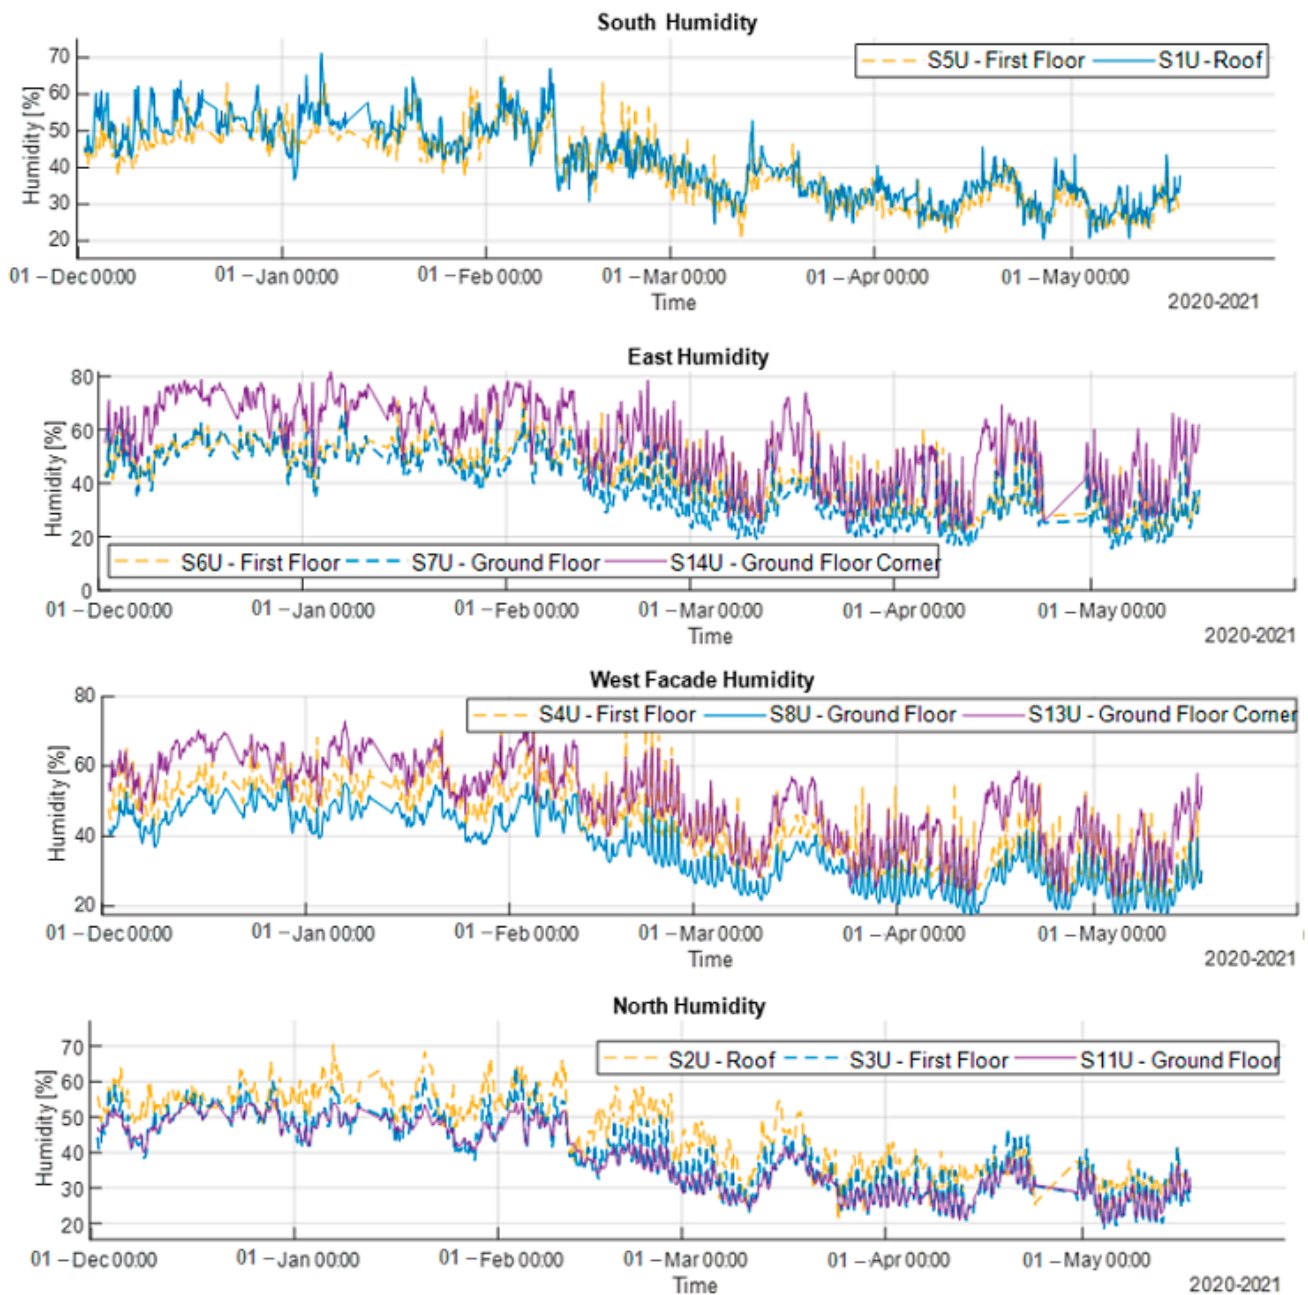 South Humidity
S5U - First Floor S1U - Roof
Humidity [%]
70
60
50
40
30
20
01 - Dec 00:00 01 - Jan 00:00 01 - Feb 00:00 01 - Mar 00:00 01 - Apr 00:00 01 - May 00:00
Time
2020-2021
East Humidity
Humidity [%]
80
60
40
20
0
S6U - First Floor S7U - Ground Floor S14U - Ground Floor Corner
01 - Dec 00:00 01 - Jan 00:00 01 - Feb 00:00 01 - Mar 00:00 01 - Apr 00:00 01 - May 00:00
Time
2020-2021
West Facade Humidity
S4U - First Floor S8U - Ground Floor S13U - Ground Floor Corner
Humidity [%]
80
60
40
20
01 - Dec 00:00 01 - Jan 00:00 01 - Feb 00:00 01 - Mar 00:00 01 - Apr 00:00 01 - May 00:00
Time
2020-2021
North Humidity
S2U - Roof S3U - First Floor S11U - Ground Floor
Humidity [%]
70
60
50
40
30
20
01 - Dec 00:00 01 - Jan 00:00 01 - Feb 00:00 01 - Mar 00:00 01 - Apr 00:00 01 - May 00:00
Time
2020-2021